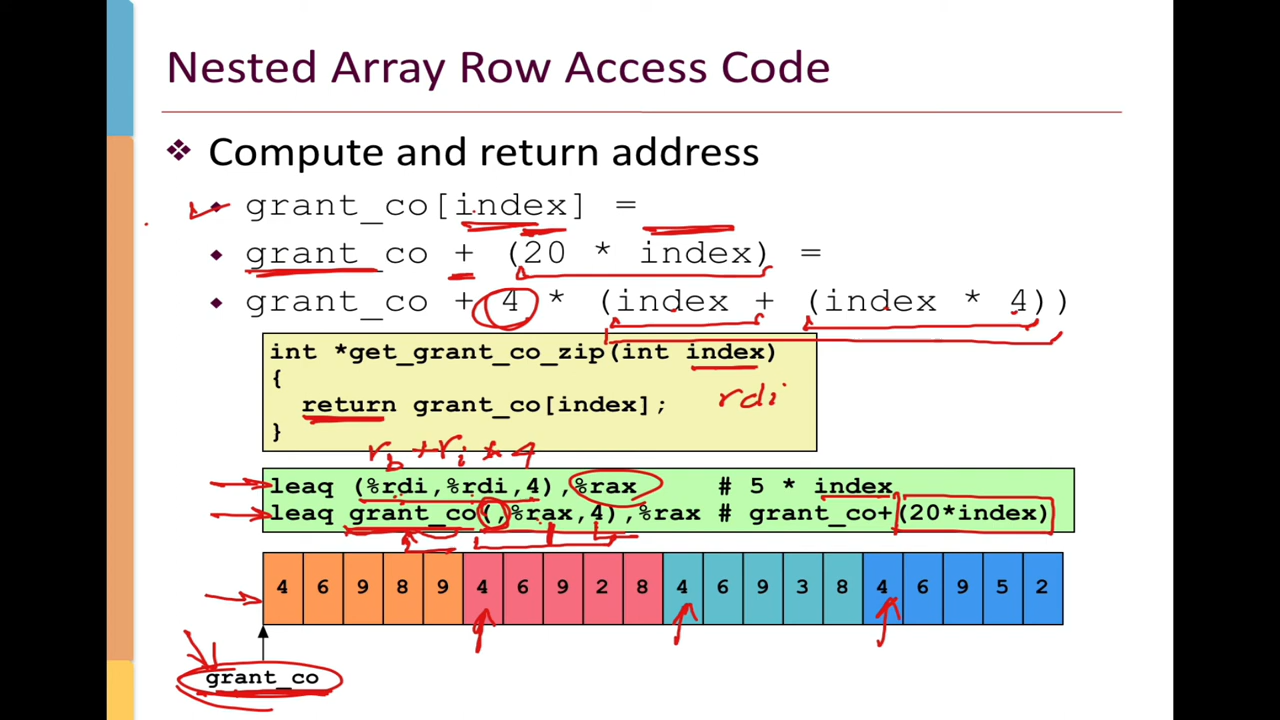 Nested Array Row Access Code
❖ Compute and return address
◆ grant_co[index] =
◆ grant_co + (20 * index) =
◆ grant_co + 4 * (index + (index * 4))
int *get_grant_co_zip(int index)
{
return grant_co[index];
rdi
}
rb + ri * 4
leaq (%rdi,%rdi,4),%rax # 5 * index
leaq grant_co(,%rax,4),%rax # grant_co+(20*index)
4 6 9 8 9 4 6 9 2 8 4 6 9 3 8 4 6 9 5 2
grant_co